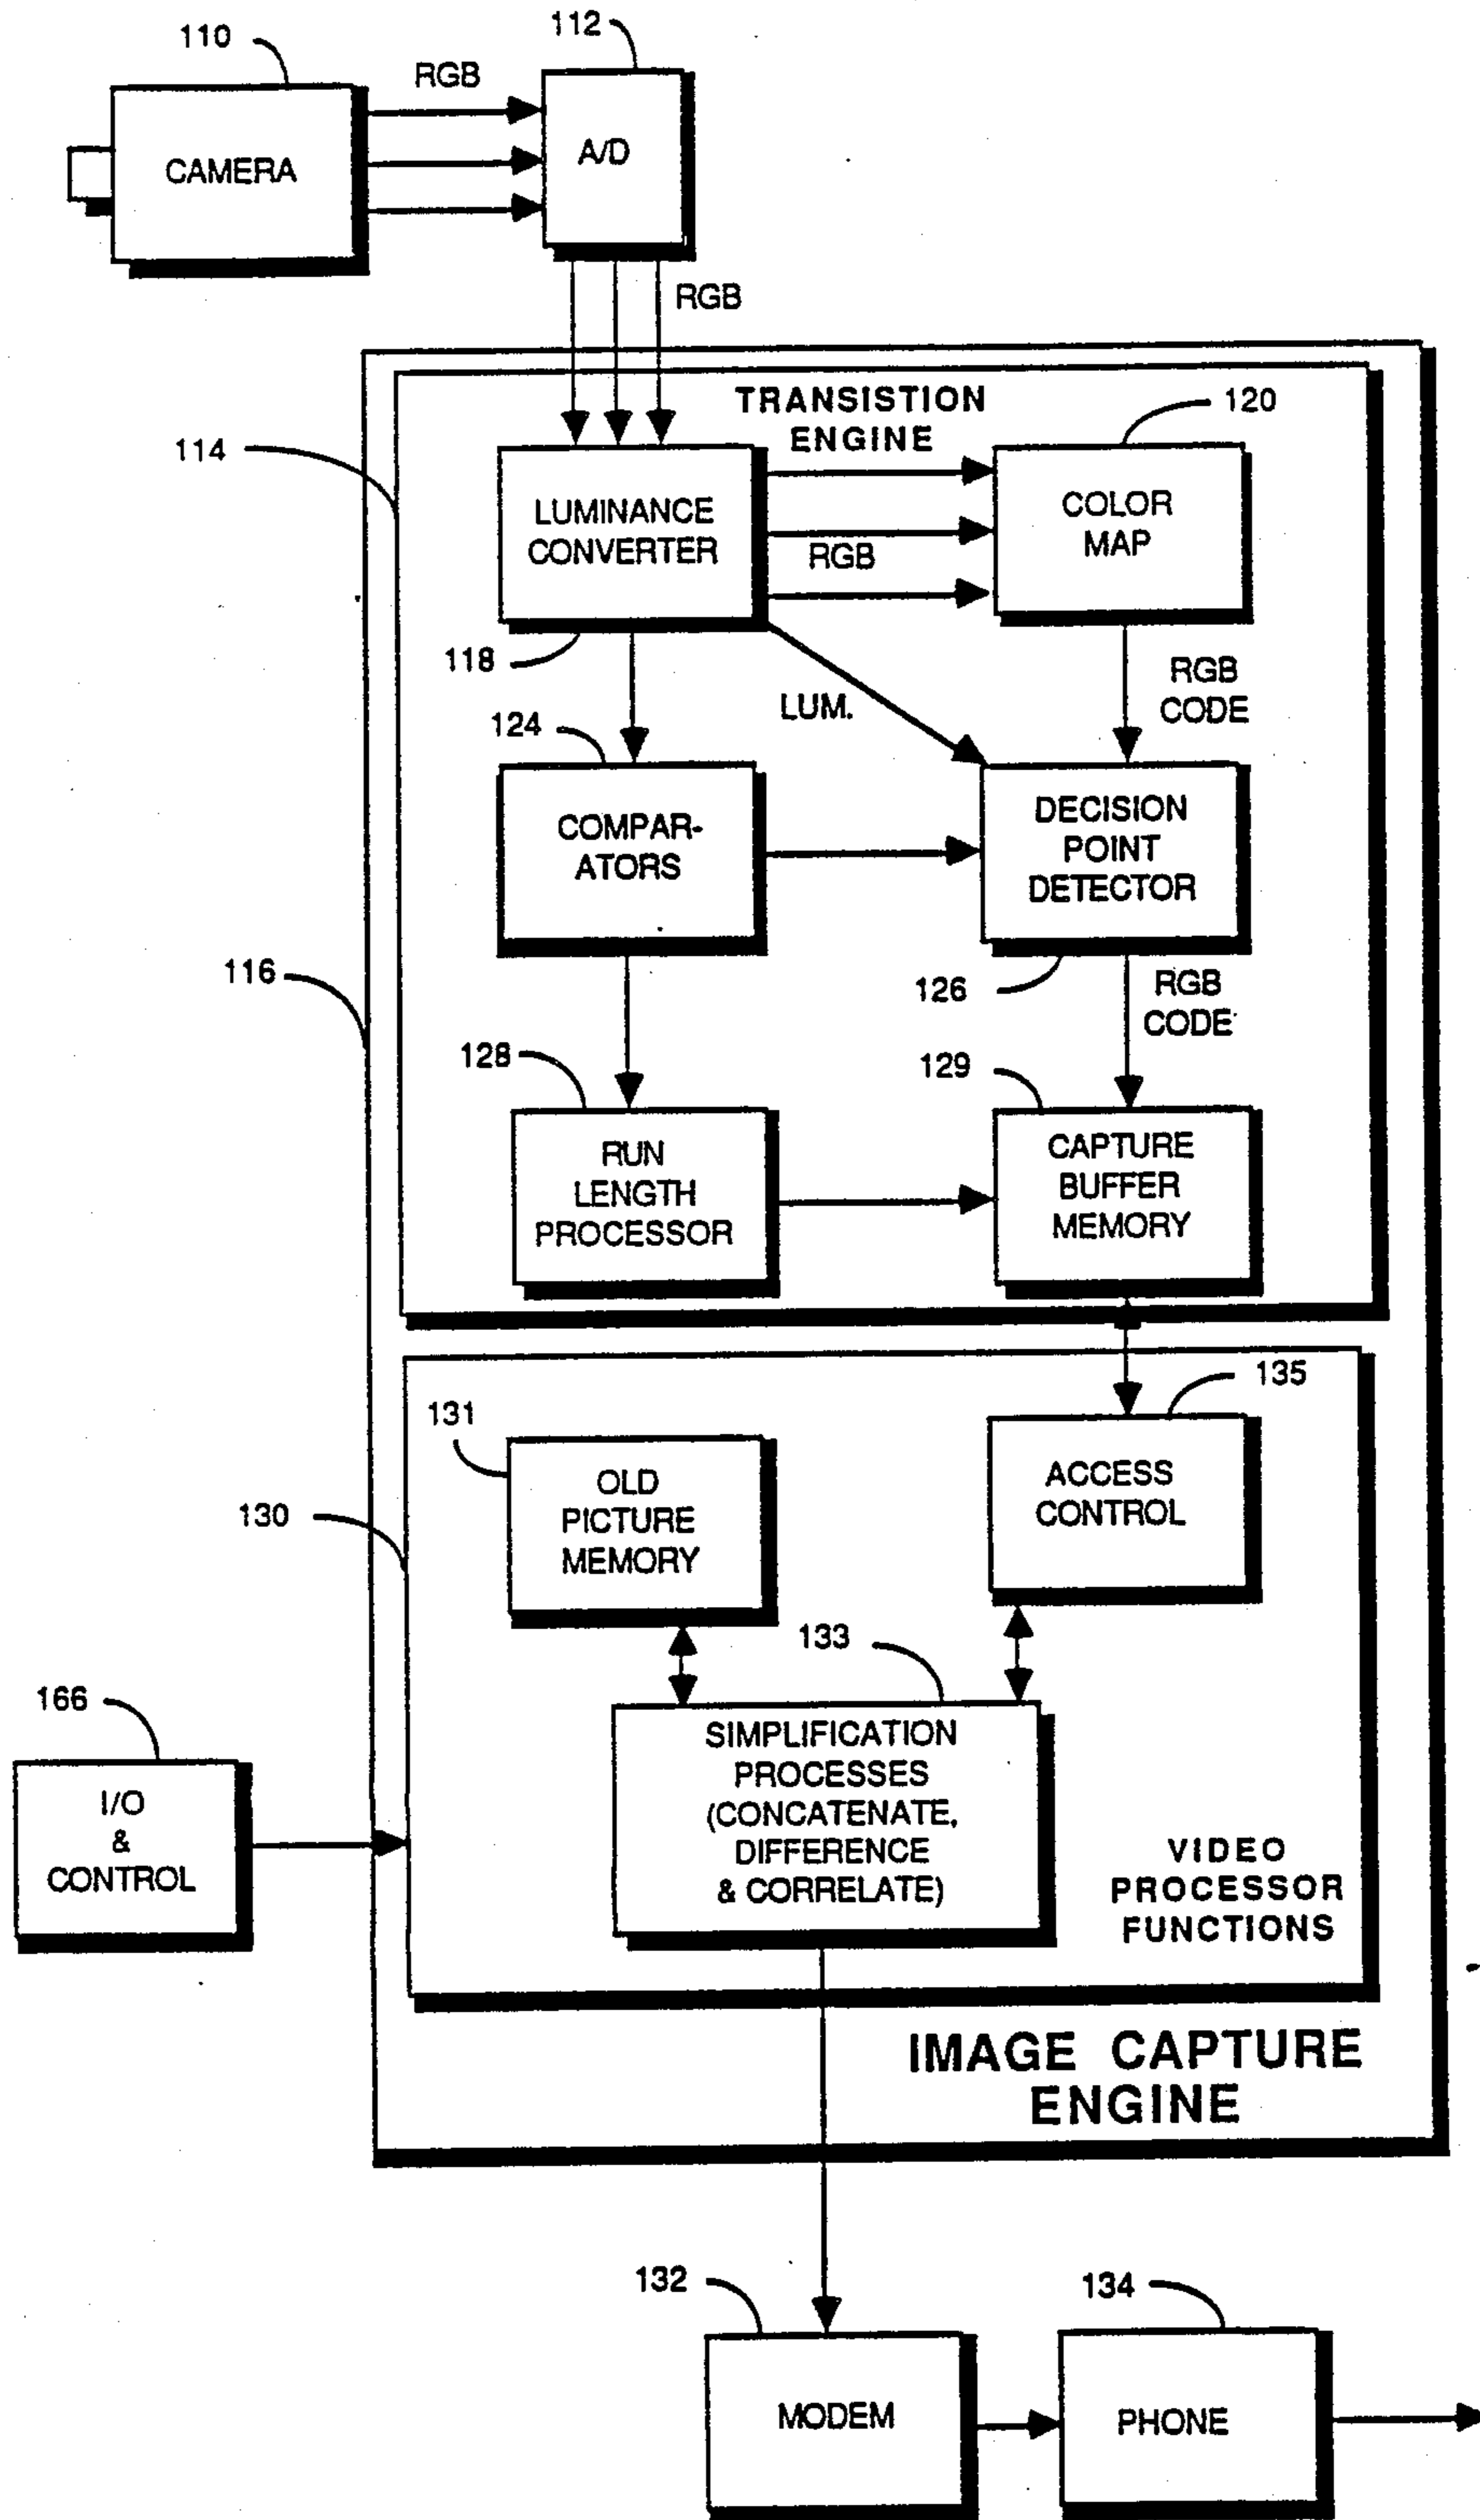 110
112
RGB
CAMERA
A/D
RGB
TRANSISTION
ENGINE
120
114
LUMINANCE
CONVERTER
COLOR
MAP
RGB
118
LUM.
RGB
CODE
124
COMPAR-
ATORS
DECISION
POINT
DETECTOR
116
126
RGB
CODE
128
129
RUN
LENGTH
PROCESSOR
CAPTURE
BUFFER
MEMORY
131
135
OLD
PICTURE
MEMORY
ACCESS
CONTROL
130
133
166
I/O
&
CONTROL
SIMPLIFICATION
PROCESSES
(CONCATENATE,
DIFFERENCE
& CORRELATE)
VIDEO
PROCESSOR
FUNCTIONS
IMAGE CAPTURE
ENGINE
132
134
MODEM
PHONE